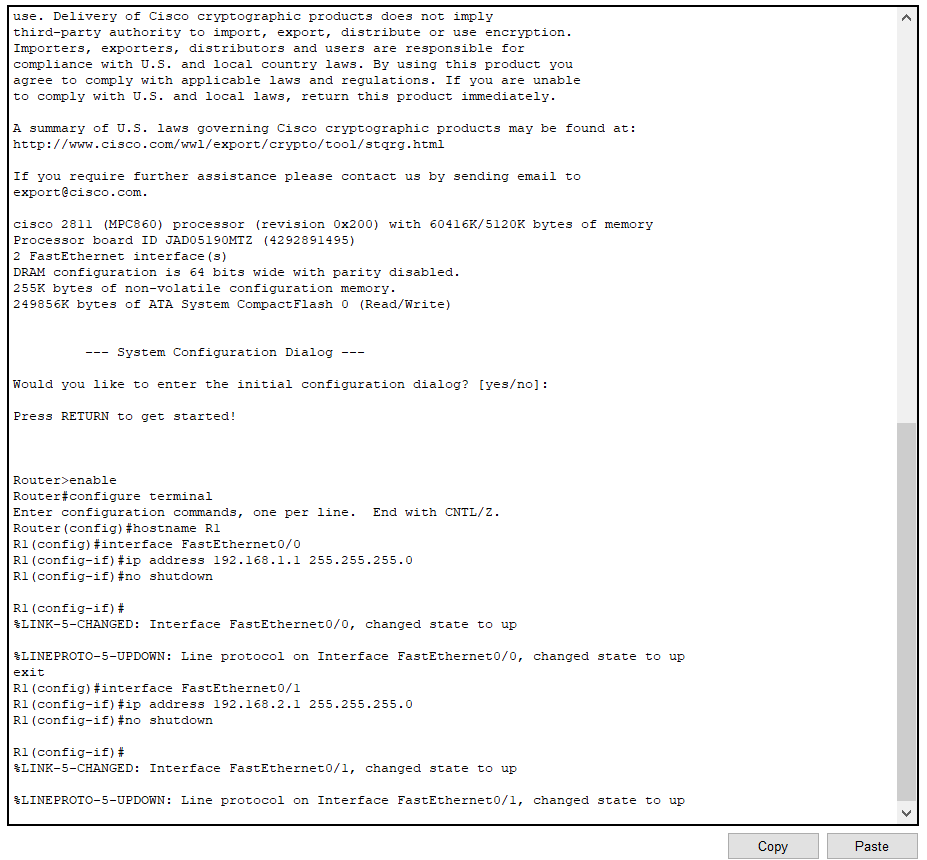 use. Delivery of Cisco cryptographic products does not imply
third-party authority to import, export, distribute or use encryption.
Importers, exporters, distributors and users are responsible for
compliance with U.S. and local country laws. By using this product you
agree to comply with applicable laws and regulations. If you are unable
to comply with U.S. and local laws, return this product immediately.
A summary of U.S. laws governing Cisco cryptographic products may be found at:
http://www.cisco.com/wwl/export/crypto/tool/stqrg.html
If you require further assistance please contact us by sending email to
export@cisco.com.
cisco 2811 (MPC860) processor (revision 0x200) with 60416K/5120K bytes of memory
Processor board ID JAD05190MTZ (4292891495)
2 FastEthernet interface(s)
DRAM configuration is 64 bits wide with parity disabled.
255K bytes of non-volatile configuration memory.
249856K bytes of ATA System CompactFlash 0 (Read/Write)
--- System Configuration Dialog ---
Would you like to enter the initial configuration dialog? [yes/no]:
Press RETURN to get started!
Router>enable
Router#configure terminal
Enter configuration commands, one per line.  End with CNTL/Z.
Router(config)#hostname R1
R1(config)#interface FastEthernet0/0
R1(config-if)#ip address 192.168.1.1 255.255.255.0
R1(config-if)#no shutdown
R1(config-if)#
%LINK-5-CHANGED: Interface FastEthernet0/0, changed state to up
%LINEPROTO-5-UPDOWN: Line protocol on Interface FastEthernet0/0, changed state to up
exit
R1(config)#interface FastEthernet0/1
R1(config-if)#ip address 192.168.2.1 255.255.255.0
R1(config-if)#no shutdown
R1(config-if)#
%LINK-5-CHANGED: Interface FastEthernet0/1, changed state to up
%LINEPROTO-5-UPDOWN: Line protocol on Interface FastEthernet0/1, changed state to up
Copy Paste